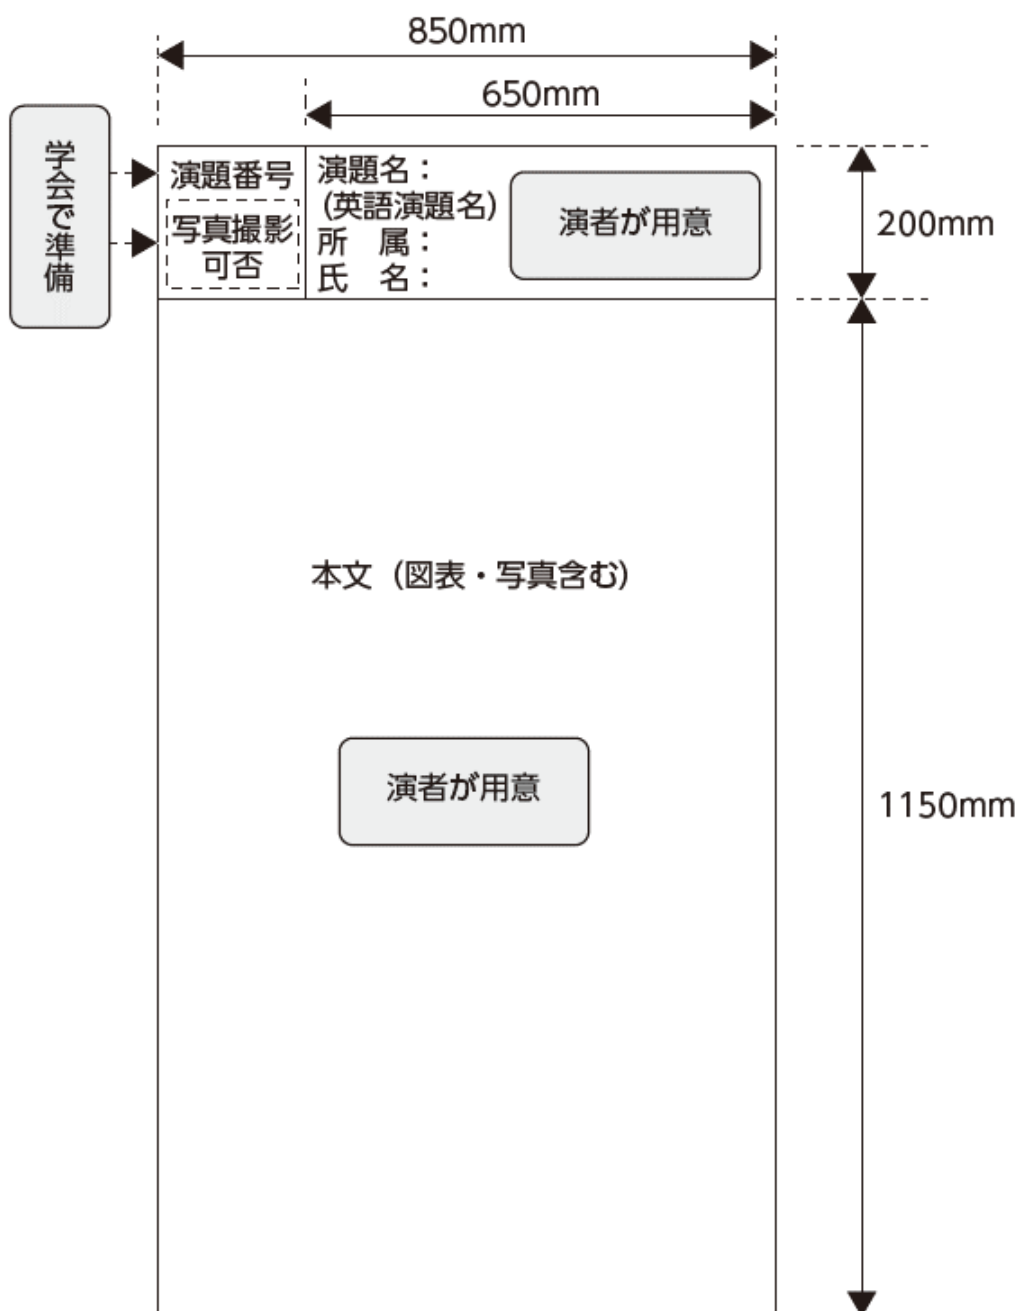 850mm
650mm
学会で準備
演題番号
写真撮影
可否
演題名：
(英語演題名)
所　属：
氏　名：
演者が用意
200mm
本文（図表・写真含む）
演者が用意
1150mm